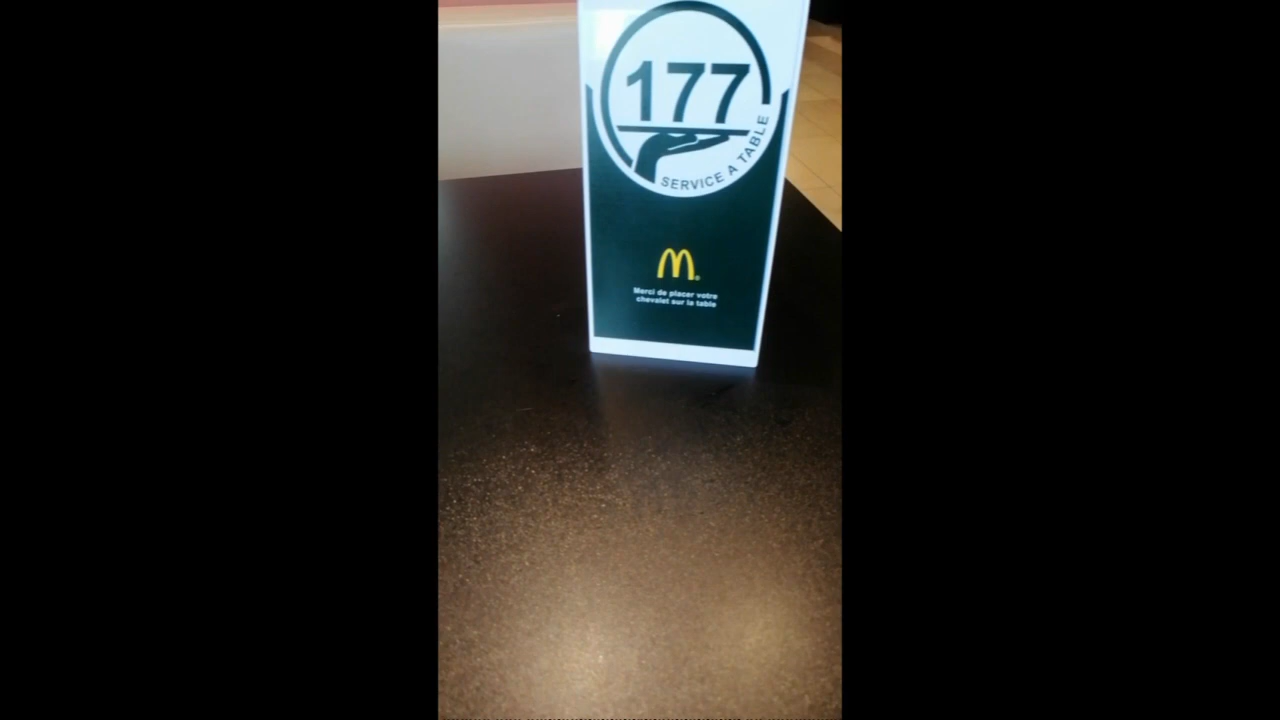 177
SERVICE A TABLE
M
Merci de placer votre
chevalet sur la table